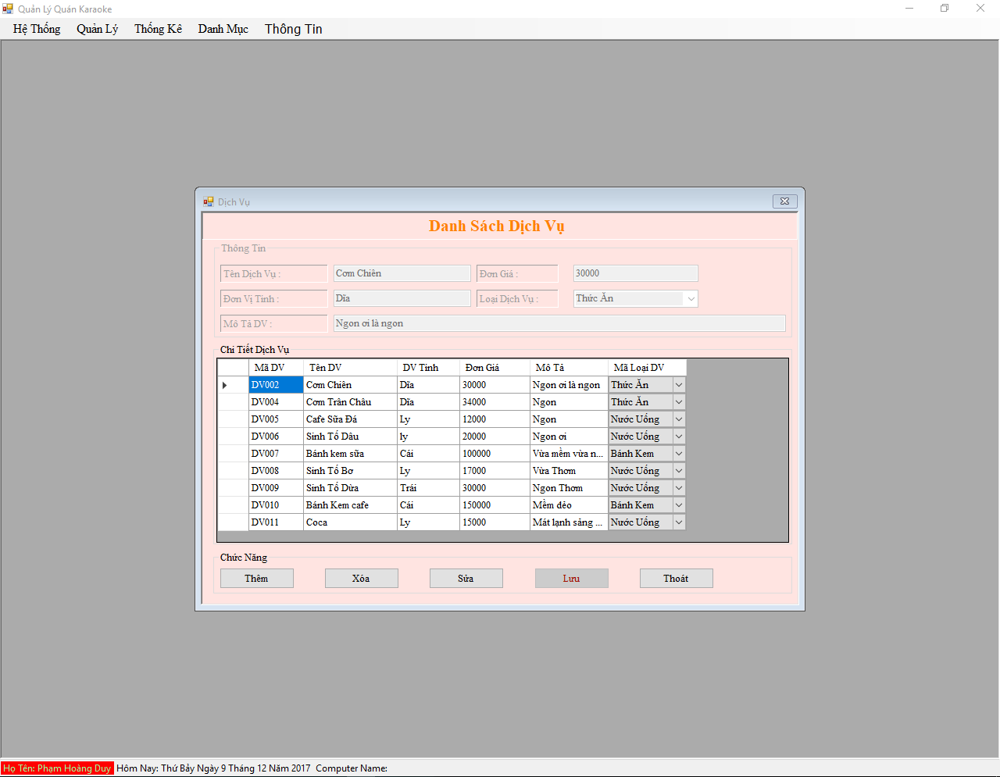 Quản Lý Quán Karaoke
Hệ Thống Quản Lý Thống Kê Danh Mục Thông Tin
Dịch Vụ
Danh Sách Dịch Vụ
Thông Tin
Tên Dịch Vụ : Cơm Chiên Đơn Giá : 30000
Đơn Vị Tính : Dĩa Loại Dịch Vụ : Thức Ăn
Mô Tả DV : Ngon ơi là ngon
Chi Tiết Dịch Vụ
Mã DV Tên DV DV Tính Đơn Giá Mô Tả Mã Loại DV
DV002 Cơm Chiên Dĩa 30000 Ngon ơi là ngon Thức Ăn
DV004 Cơm Trân Châu Dĩa 34000 Ngon Thức Ăn
DV005 Cafe Sữa Đá Ly 12000 Ngon Nước Uống
DV006 Sinh Tố Dâu ly 20000 Ngon ơi Nước Uống
DV007 Bánh kem sữa Cái 100000 Vừa mềm vừa n... Bánh Kem
DV008 Sinh Tố Bơ Ly 17000 Vừa Thơm Nước Uống
DV009 Sinh Tố Dừa Trái 30000 Ngon Thơm Nước Uống
DV010 Bánh Kem cafe Cái 150000 Mềm dẻo Bánh Kem
DV011 Coca Ly 15000 Mát lạnh sảng ... Nước Uống
Chức Năng
Thêm Xóa Sửa Lưu Thoát
Họ Tên: Phạm Hoàng Duy Hôm Nay: Thứ Bảy Ngày 9 Tháng 12 Năm 2017 Computer Name: